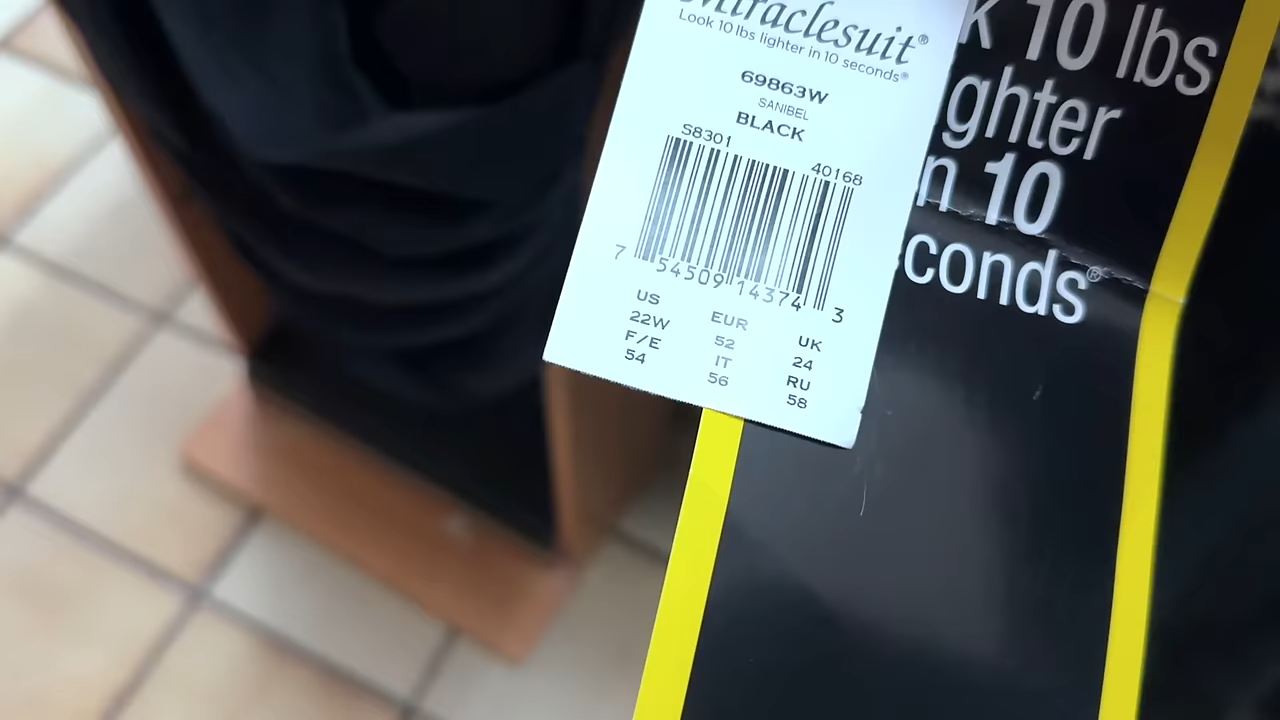 Miraclesuit®
Look 10 lbs lighter in 10 seconds®
69863W
SANIBEL
BLACK
S8301 40168
7 54509 14374 3
US EUR UK
22W 52 24
F/E IT RU
54 56 58
k 10 lbs
ghter
n 10
conds®